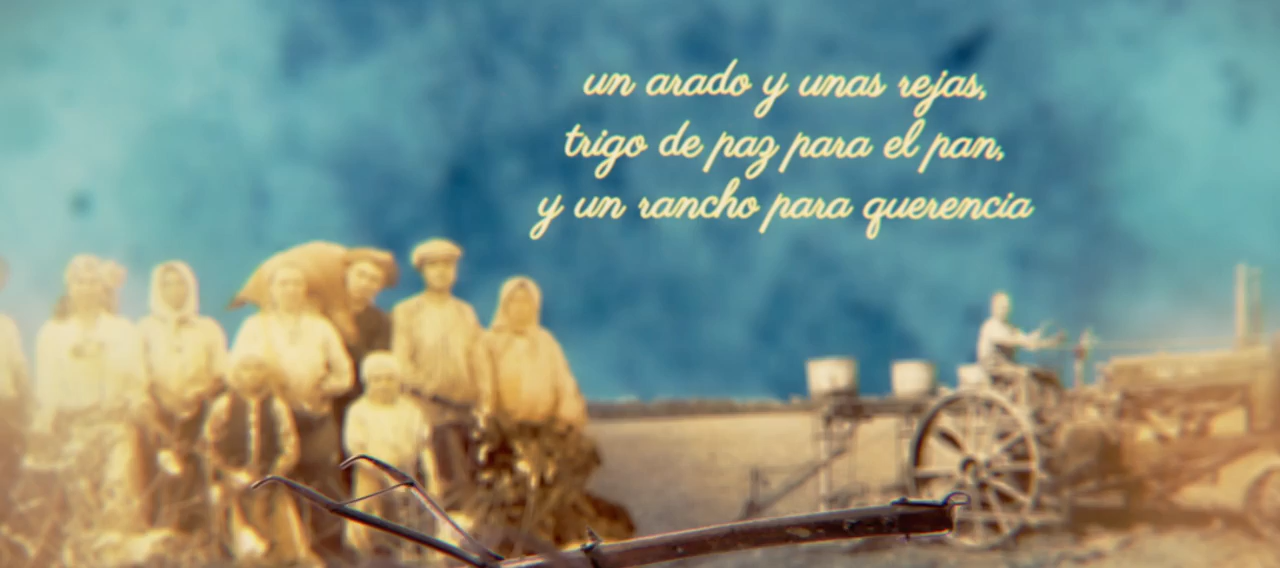 un arado y unas rejas,
trigo de paz para el pan,
y un rancho para querencia